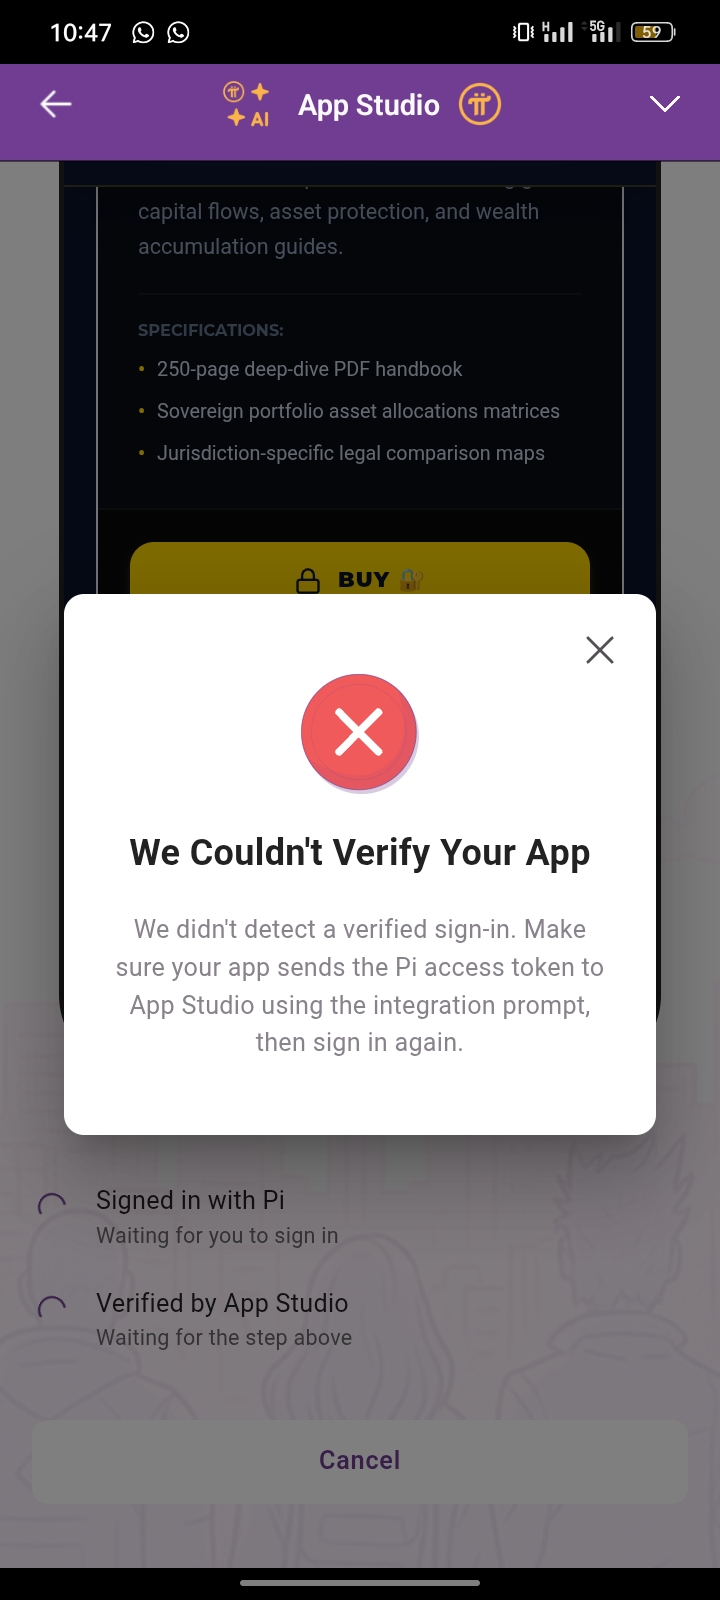 10:47
H
5G
59
AI
App Studio
capital flows, asset protection, and wealth
accumulation guides.
SPECIFICATIONS:
• 250-page deep-dive PDF handbook
• Sovereign portfolio asset allocations matrices
• Jurisdiction-specific legal comparison maps
BUY 🔐
We Couldn't Verify Your App
We didn't detect a verified sign-in. Make
sure your app sends the Pi access token to
App Studio using the integration prompt,
then sign in again.
Signed in with Pi
Waiting for you to sign in
Verified by App Studio
Waiting for the step above
Cancel